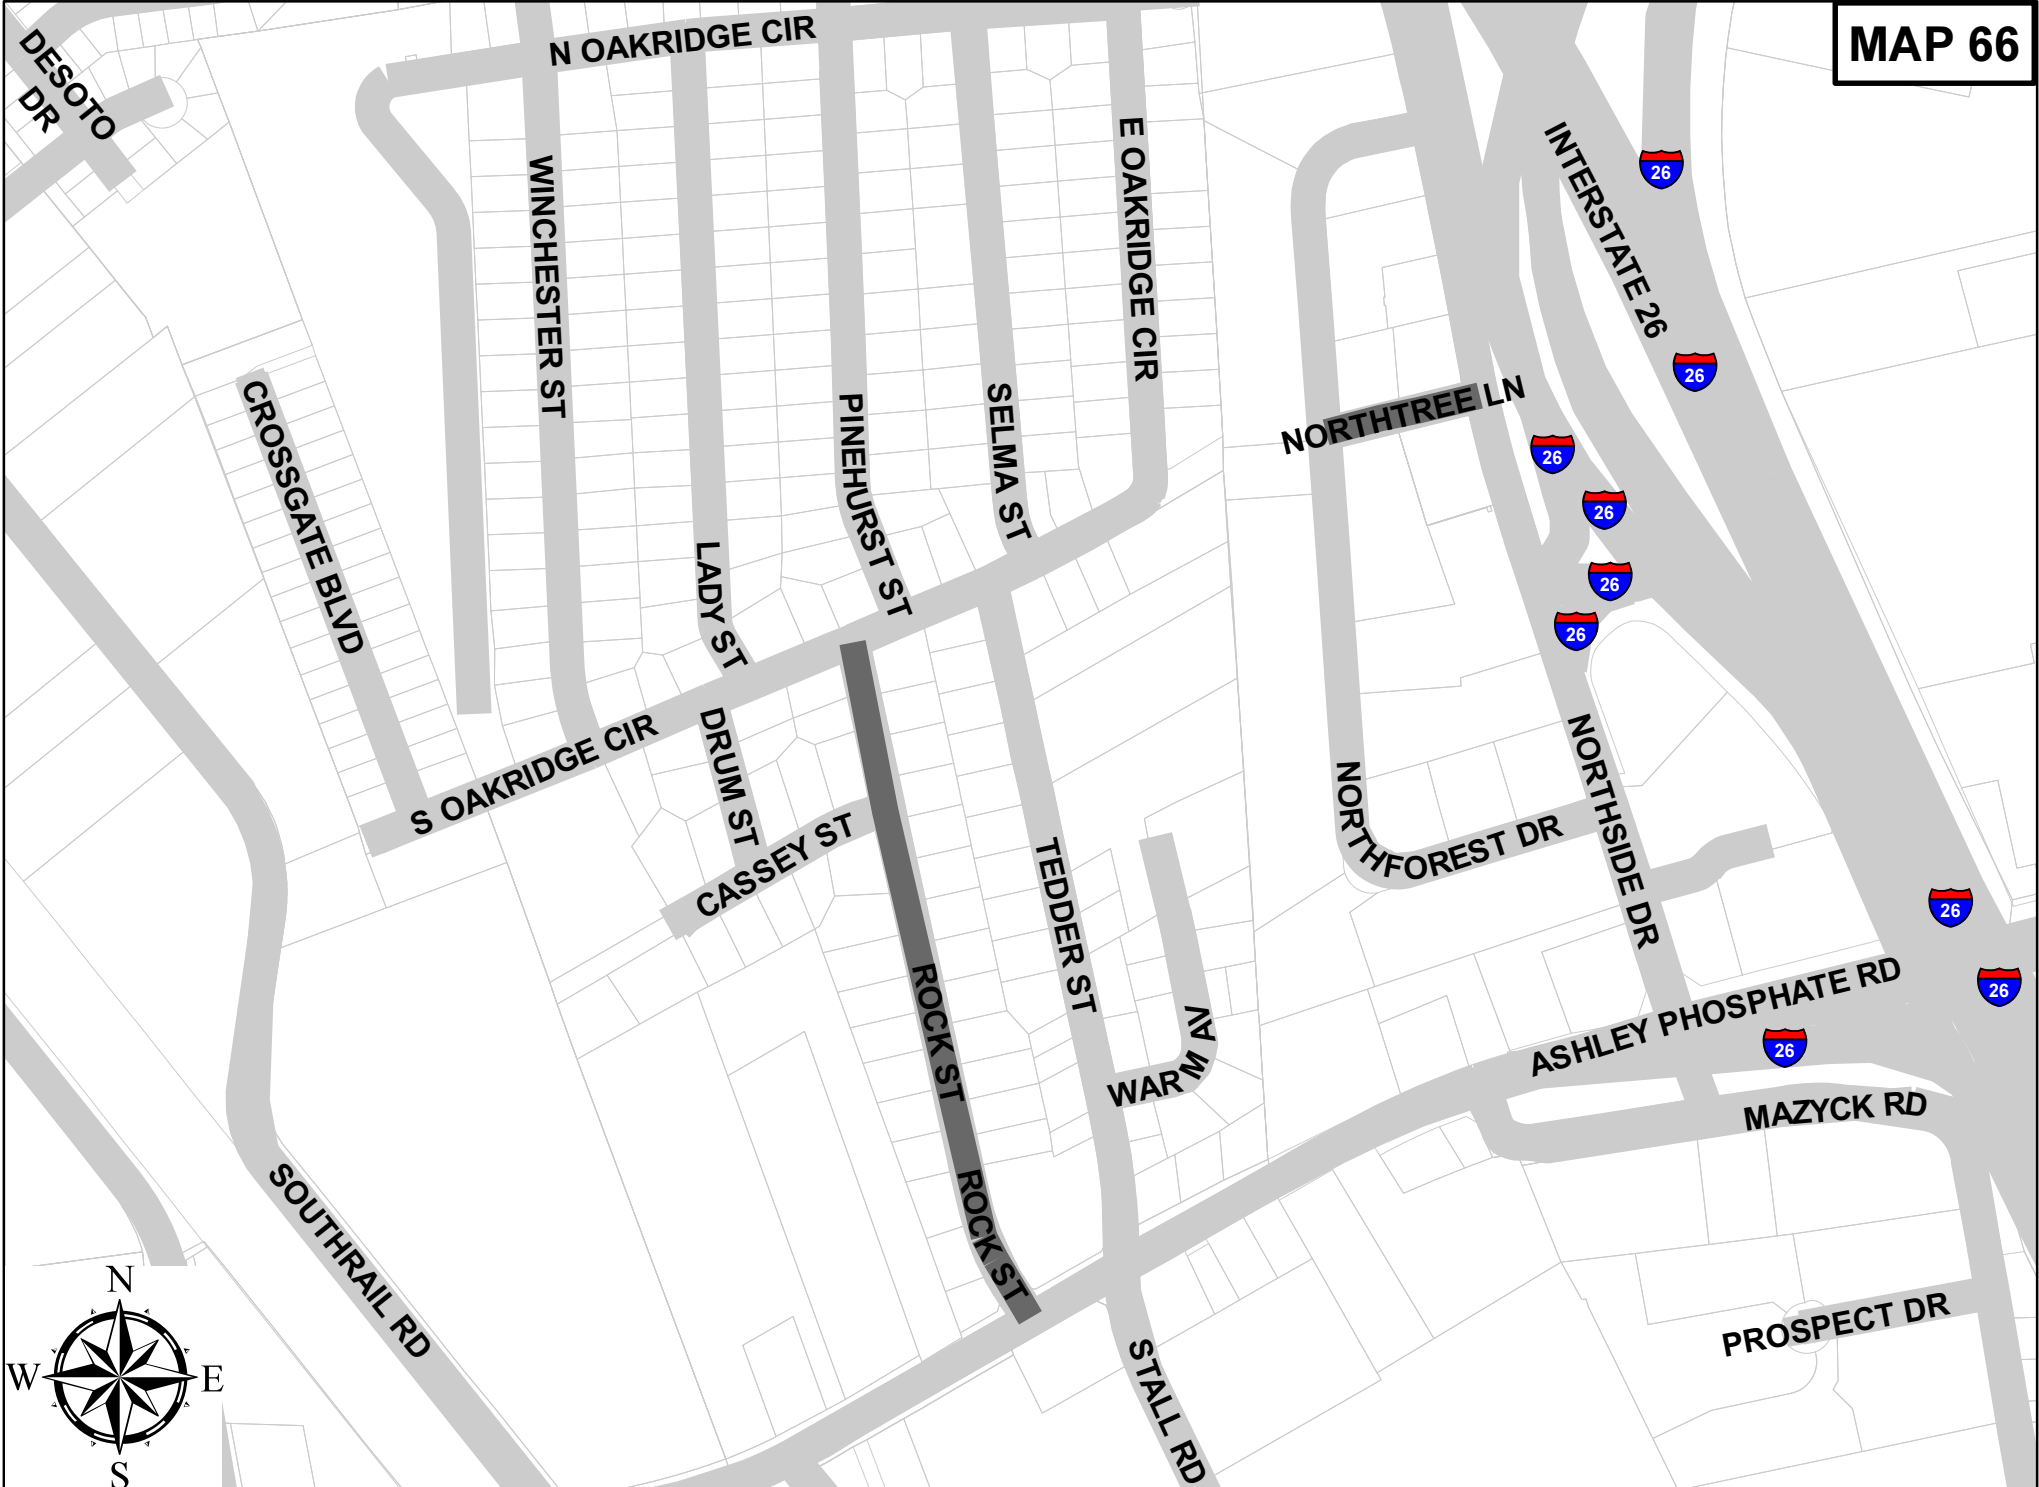 MAP 66
N OAKRIDGE CIR
DESOTO
DR
WINCHESTER ST
E OAKRIDGE CIR
INTERSTATE 26
26
26
CROSSGATE BLVD
PINEHURST ST
SELMA ST
NORTHTREE LN
26
26
LADY ST
26
26
S OAKRIDGE CIR
DRUM ST
CASSEY ST
NORTHFOREST DR
NORTHSIDE DR
TEDDER ST
26
ROCK ST
WARM AV
ASHLEY PHOSPHATE RD
26
26
MAZYCK RD
SOUTHRAIL RD
ROCK ST
PROSPECT DR
STALL RD
N
W
E
S